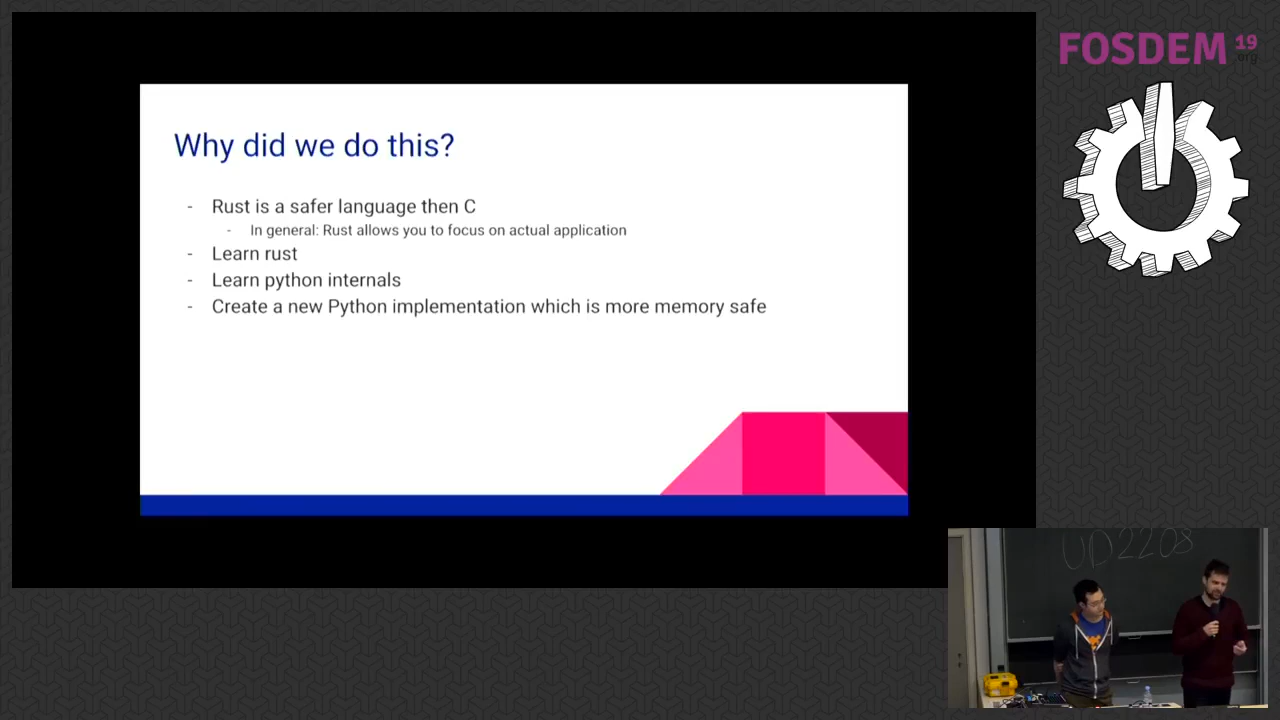 FOSDEM 19
.org
Why did we do this?
- Rust is a safer language then C
- In general: Rust allows you to focus on actual application
- Learn rust
- Learn python internals
- Create a new Python implementation which is more memory safe
UD2208